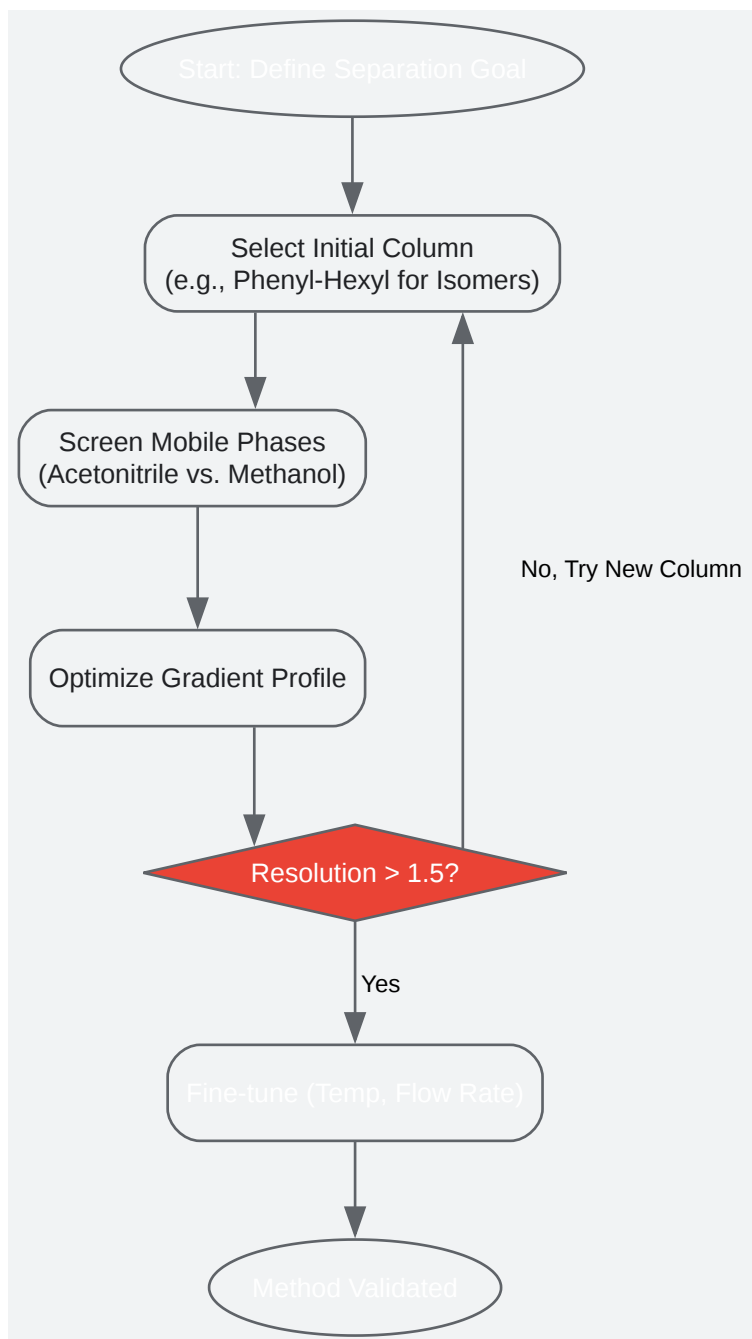 Start: Define Separation Goal
Select Initial Column
(e.g., Phenyl-Hexyl for Isomers)
Screen Mobile Phases
(Acetonitrile vs. Methanol)
No, Try New Column
Optimize Gradient Profile
Resolution > 1.5?
Yes
Fine-tune (Temp, Flow Rate)
Method Validated